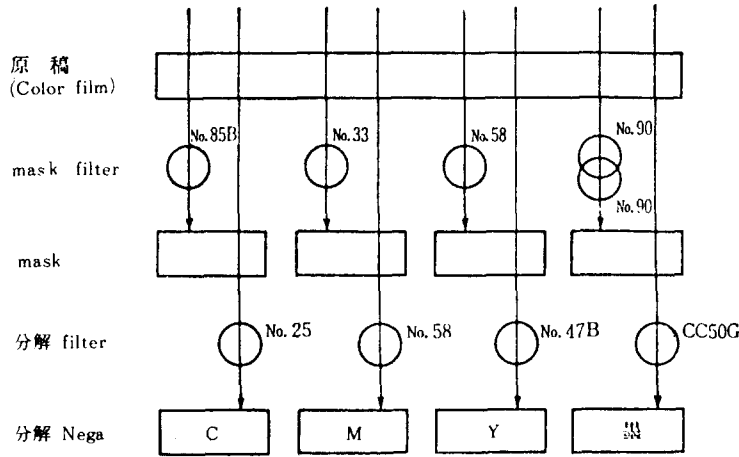 原稿
(Color film)
No.85B
No.33
No.58
No.90
mask filter
No.90
mask
分解 filter
No.25
No.58
No.47B
CC50G
分解 Nega
C
M
Y
黒